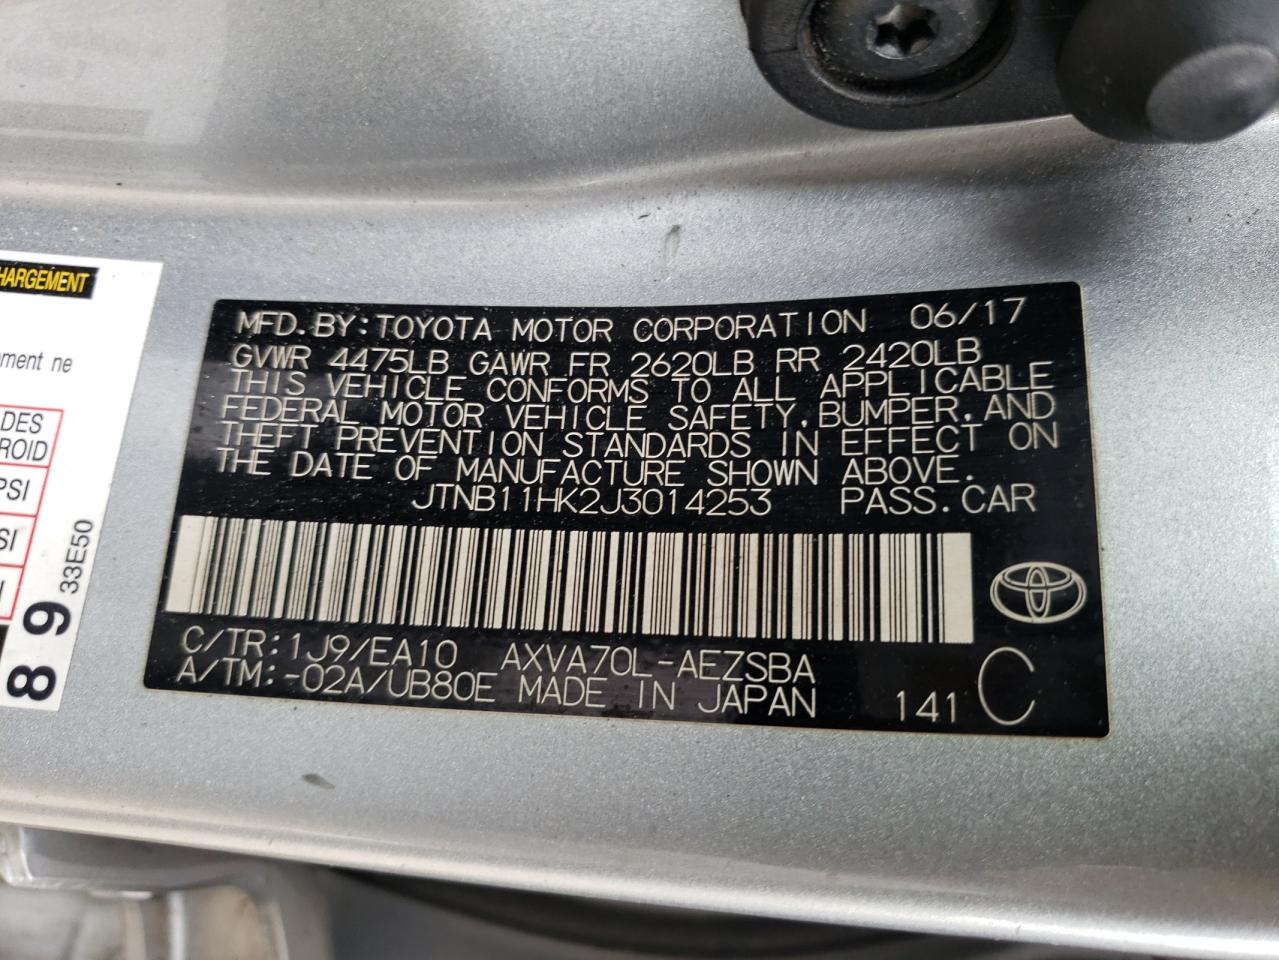 HARGEMENT
ement ne
DES
ROID
PSI
SI
33E50
8 9
MFD.BY:TOYOTA MOTOR CORPORATION 06/17
GVWR 4475LB GAWR FR 2620LB RR 2420LB
THIS VEHICLE CONFORMS TO ALL APPLICABLE
FEDERAL MOTOR VEHICLE SAFETY,BUMPER,AND
THEFT PREVENTION STANDARDS IN EFFECT ON
THE DATE OF MANUFACTURE SHOWN ABOVE.
JTNB11HK2J3014253 PASS.CAR
C/TR:1J9/EA10 AXVA70L-AEZSBA
A/TM:-02A/UB80E MADE IN JAPAN 141 C